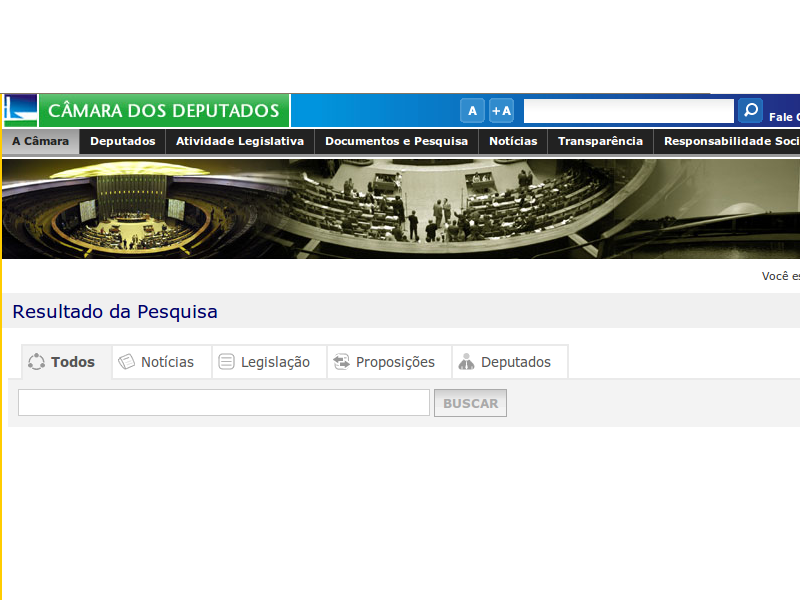 CÂMARA DOS DEPUTADOS
A +A
Fale
A Câmara Deputados Atividade Legislativa Documentos e Pesquisa Notícias Transparência Responsabilidade Soci
Você es
Resultado da Pesquisa
Todos Notícias Legislação Proposições Deputados
BUSCAR